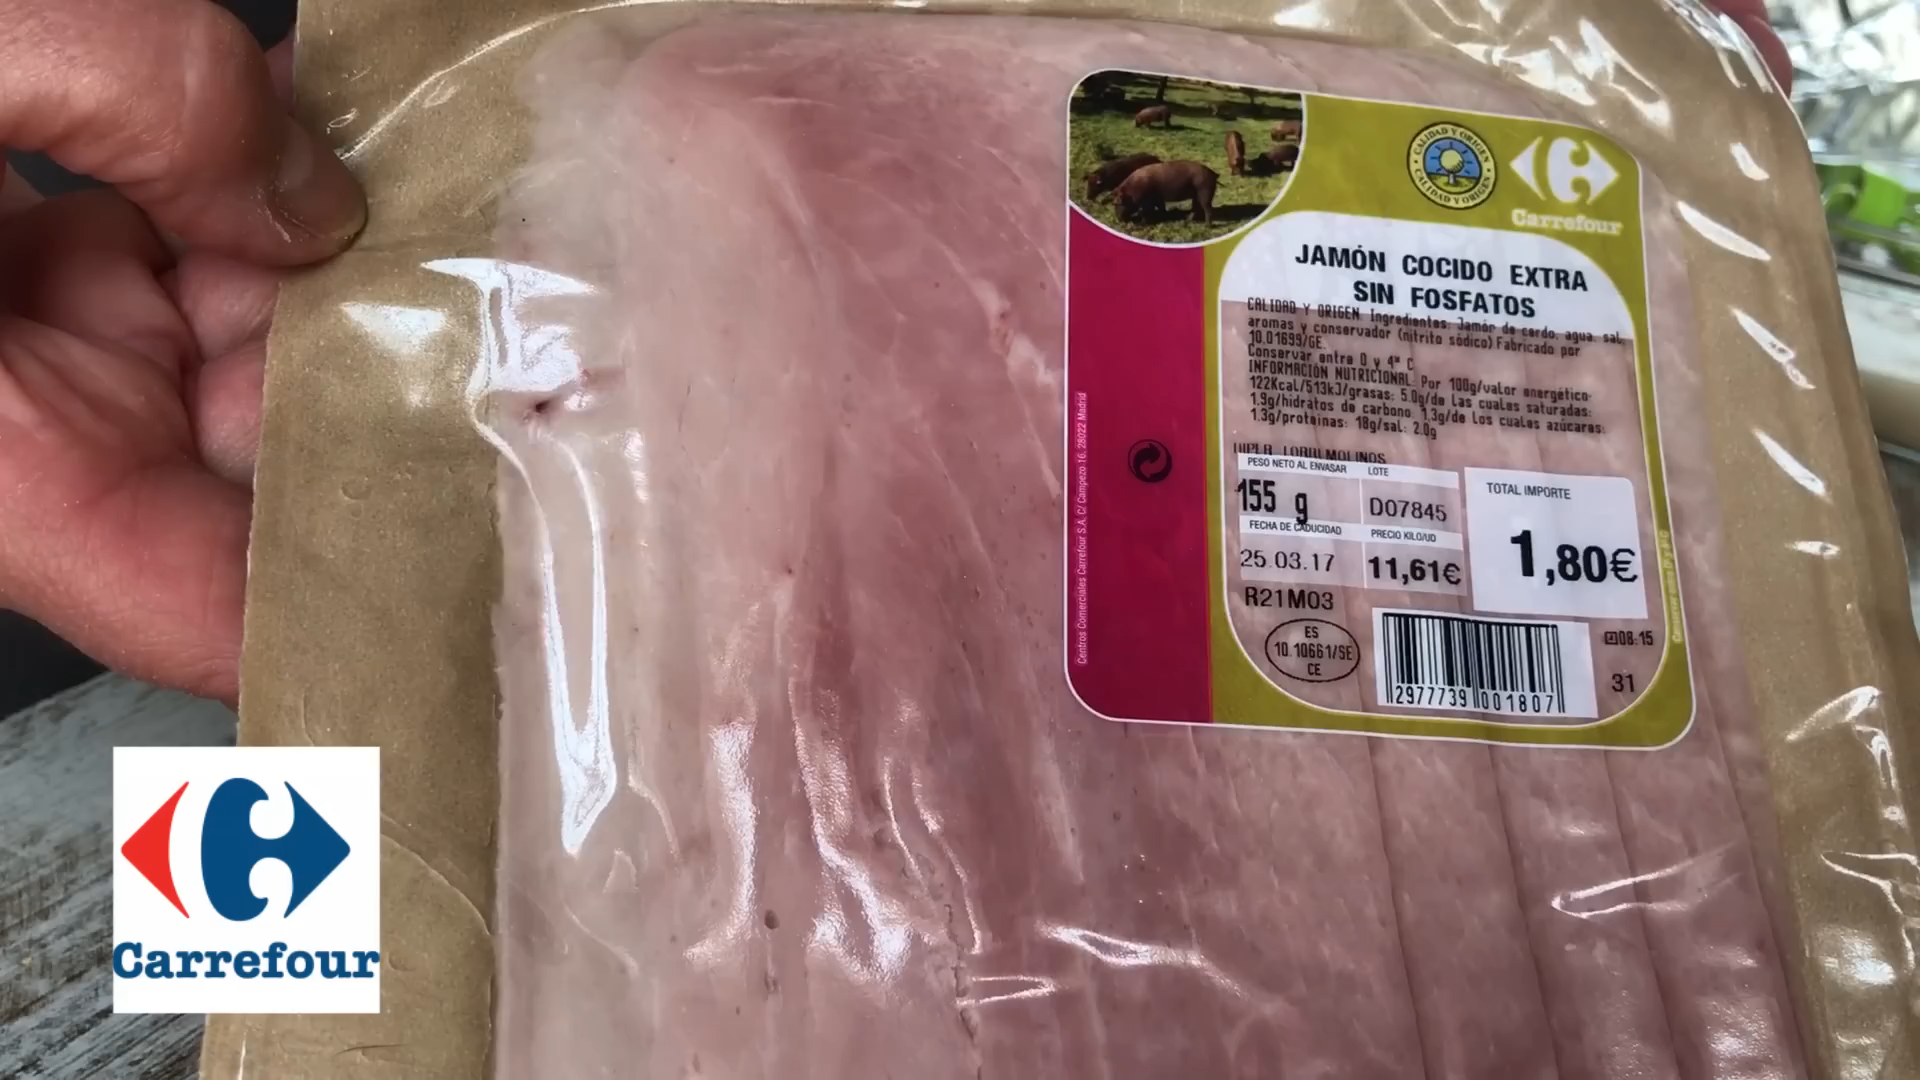 CALIDAD Y ORIGEN
CALIDAD Y ORIGEN
Carrefour
JAMÓN COCIDO EXTRA
SIN FOSFATOS
CALIDAD Y ORIGEN. Ingredientes: Jamón de cerdo, agua, sal,
aromas y conservador (nitrito sódico) Fabricado por
10.01699/GE.
Conservar entre 0 y 4º C
INFORMACIÓN NUTRICIONAL: Por 100g/valor energético:
122Kcal/513kJ/grasas: 5.0g/de las cuales saturadas:
1.9g/hidratos de carbono 1.3g/de los cuales azúcares:
1.3g/proteínas: 18g/sal: 2.0g
MOLINOS
PESO NETO AL ENVASAR
LOTE
155 g
D07845
TOTAL IMPORTE
FECHA DE CADUCIDAD
PRECIO KILO/UD
25.03.17
11,61€
1,80€
R21M03
ES
10.10661/SE
CE
2977739 001807
08:15
31
Centros Comerciales Carrefour S.A. C/ Campezo 16, 28022 Madrid
Carrefour